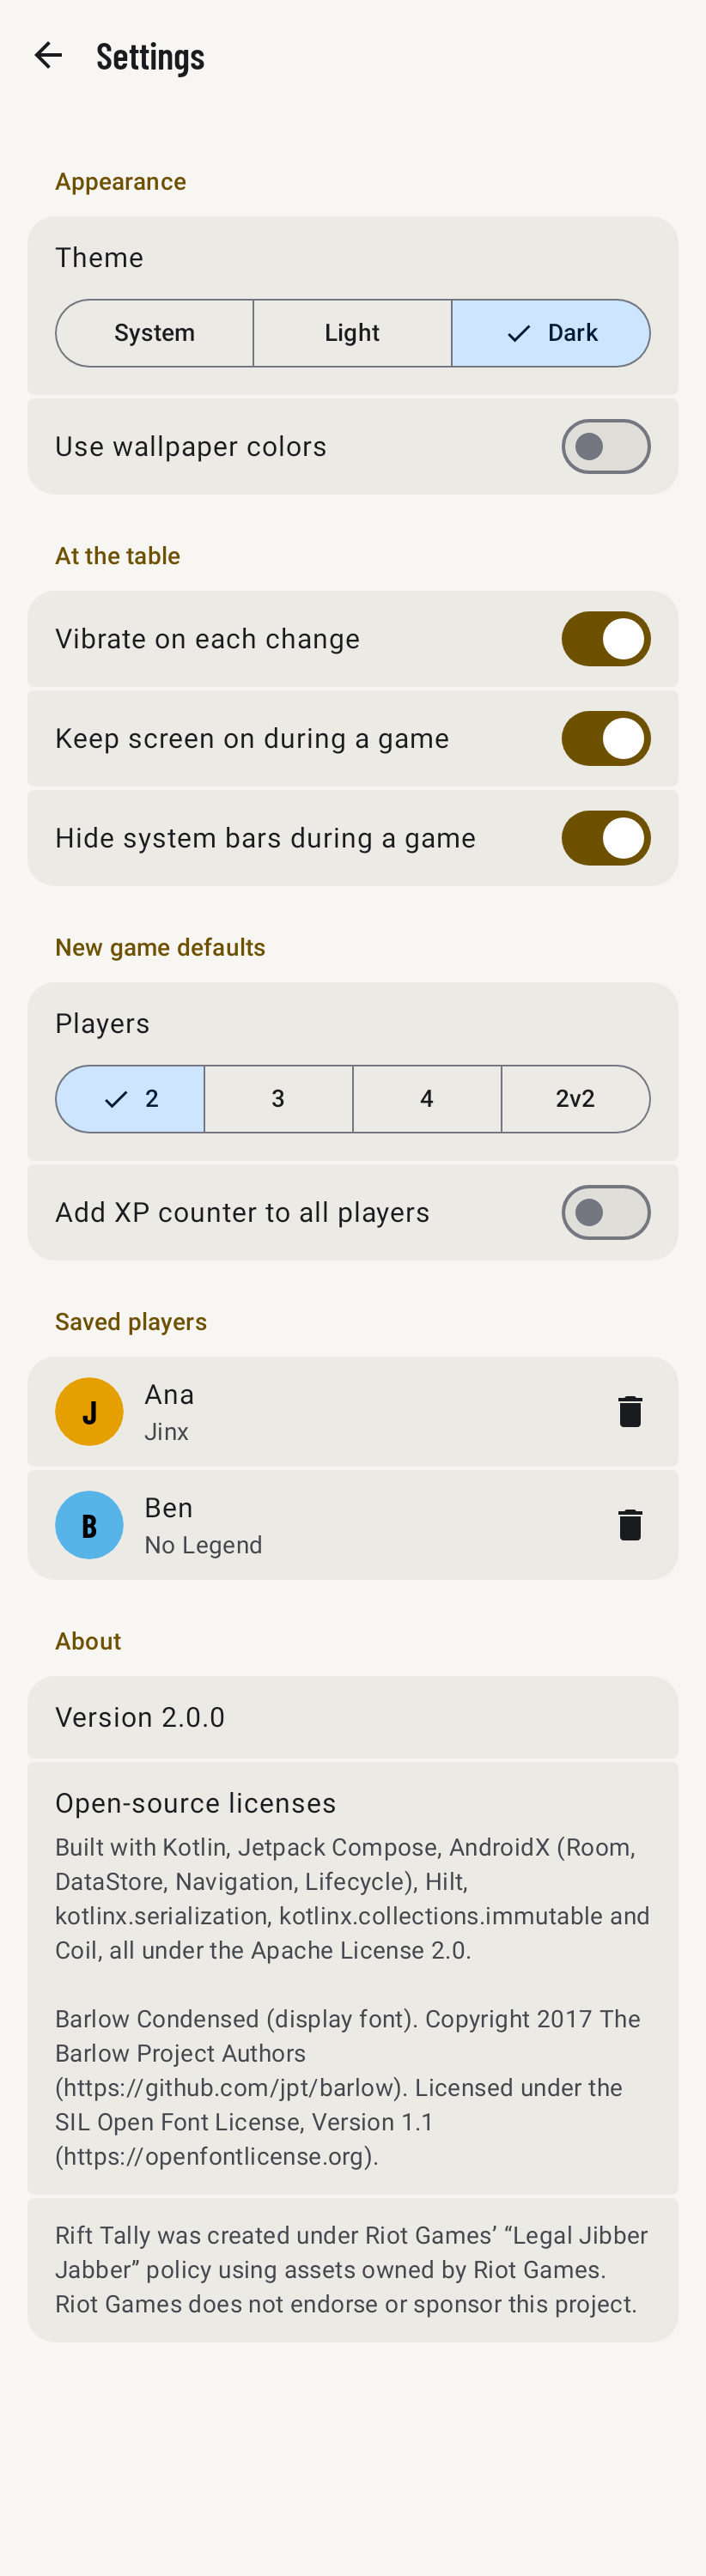 Settings
Appearance
Theme
System
Light
Dark
Use wallpaper colors
At the table
Vibrate on each change
Keep screen on during a game
Hide system bars during a game
New game defaults
Players
2
3
4
2v2
Add XP counter to all players
Saved players
J
Ana
Jinx
B
Ben
No Legend
About
Version 2.0.0
Open-source licenses
Built with Kotlin, Jetpack Compose, AndroidX (Room,
DataStore, Navigation, Lifecycle), Hilt,
kotlinx.serialization, kotlinx.collections.immutable and
Coil, all under the Apache License 2.0.
Barlow Condensed (display font). Copyright 2017 The
Barlow Project Authors
(https://github.com/jpt/barlow). Licensed under the
SIL Open Font License, Version 1.1
(https://openfontlicense.org).
Rift Tally was created under Riot Games’ “Legal Jibber
Jabber” policy using assets owned by Riot Games.
Riot Games does not endorse or sponsor this project.